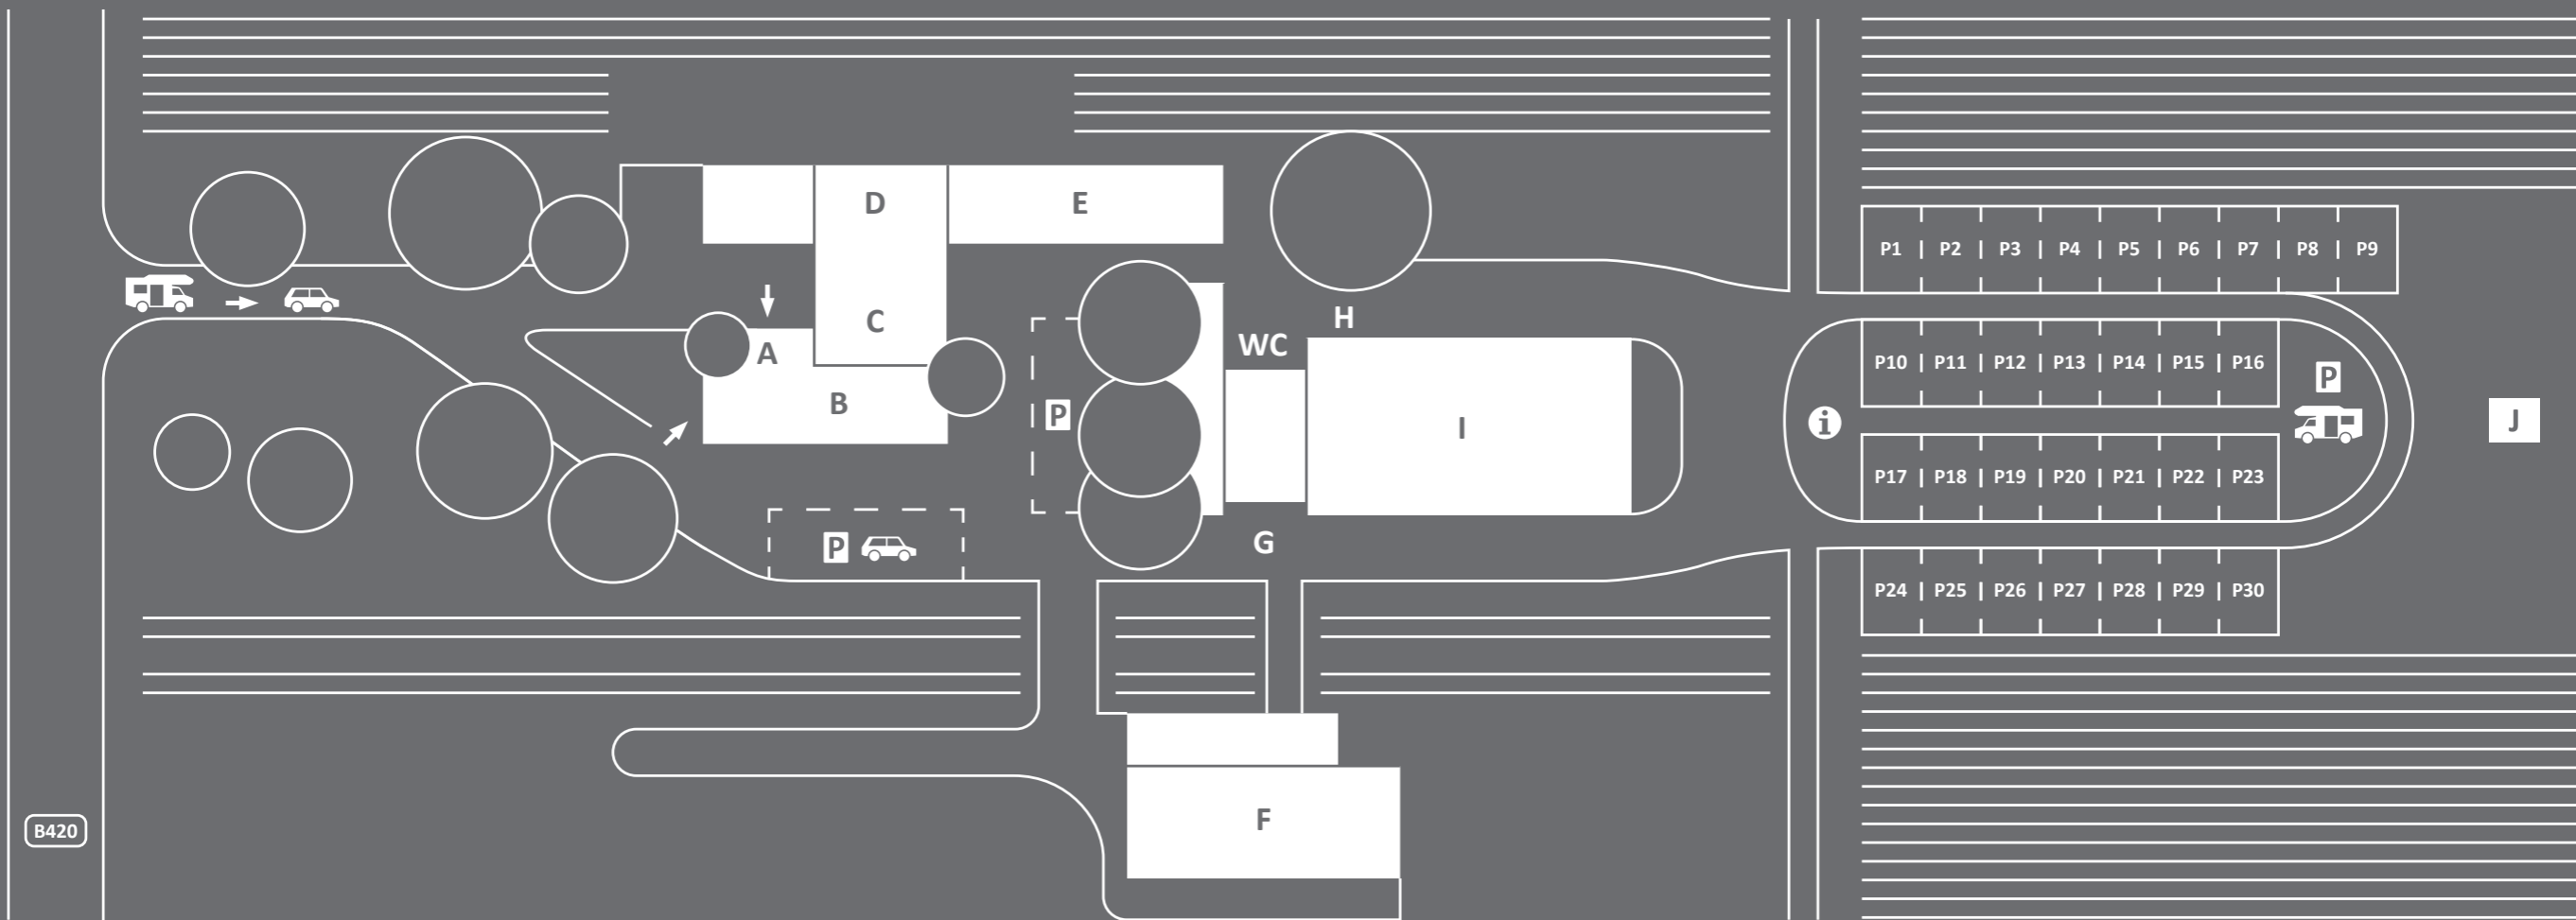 D
E
P1 P2 P3 P4 P5 P6 P7 P8 P9
A
C
B
WC
H
P
I
G
P
i
P10 P11 P12 P13 P14 P15 P16
P
P17 P18 P19 P20 P21 P22 P23
J
P24 P25 P26 P27 P28 P29 P30
B420
F